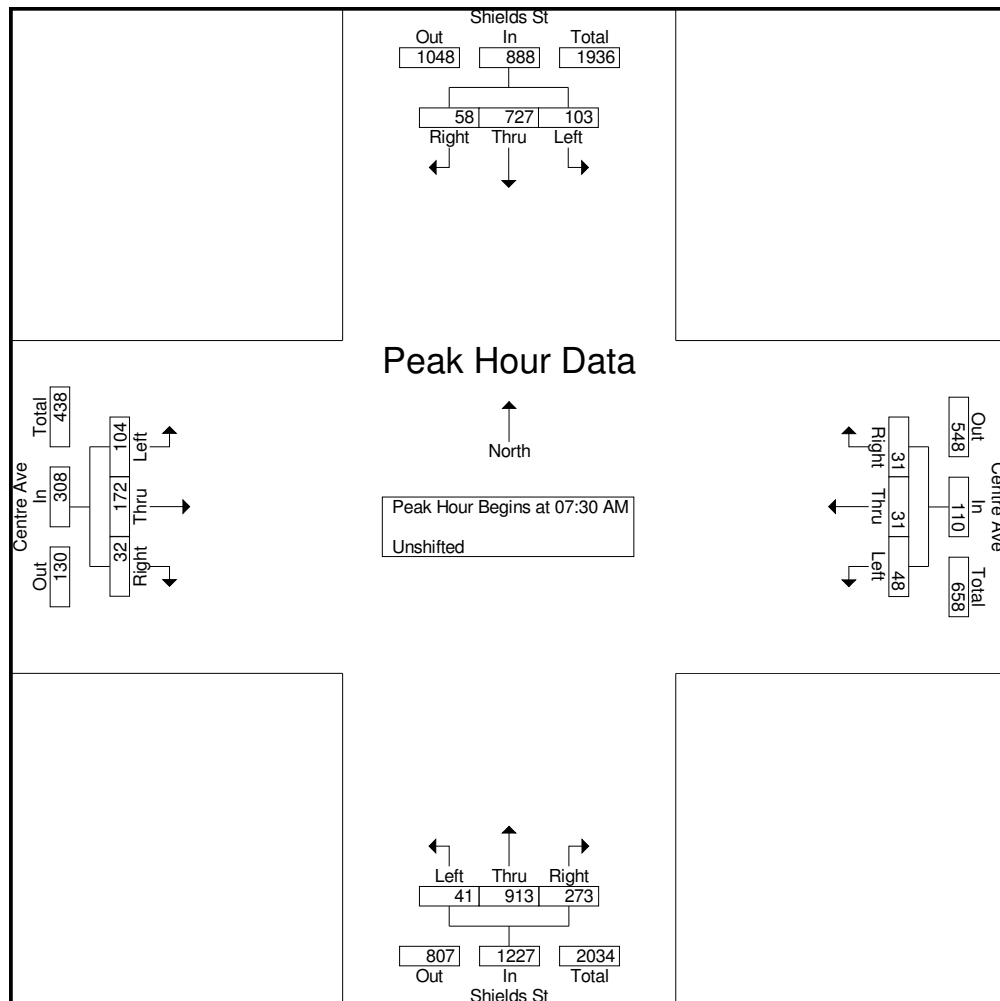 Shields St
Out In Total
1048 888 1936
58 727 103
Right Thru Left
Peak Hour Data
North
Peak Hour Begins at 07:30 AM
Unshifted
Centre Ave
Out In Total
130 308 438
Right Thru Left
32 172 104
Centre Ave
Out In Total
548 110 658
31 31 48
Right Thru Left
Left Thru Right
41 913 273
807 1227 2034
Out In Total
Shields St